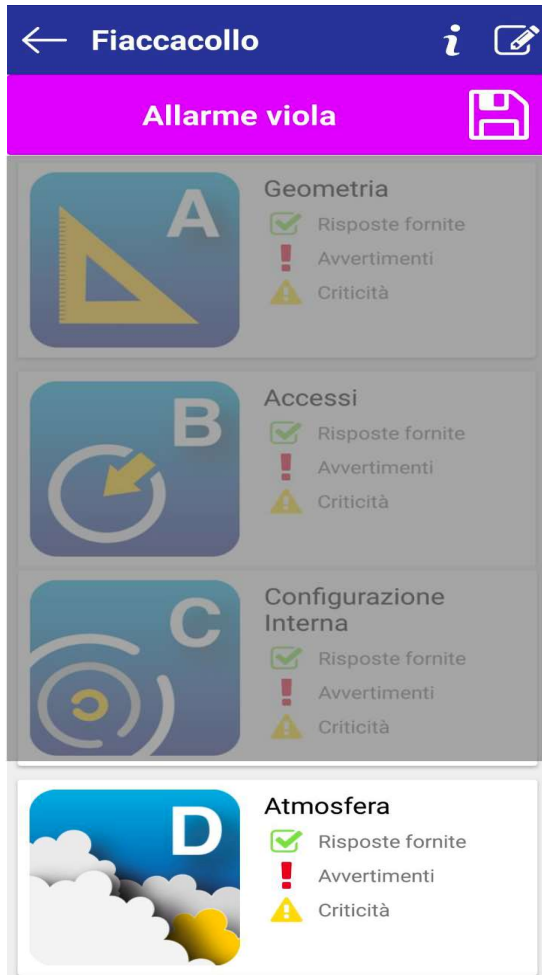 Fiaccacollo
i
Allarme viola
A
Geometria
Risposte fornite
Avvertimenti
Criticità
B
Accessi
Risposte fornite
Avvertimenti
Criticità
C
Configurazione
Interna
Risposte fornite
Avvertimenti
Criticità
D
Atmosfera
Risposte fornite
Avvertimenti
Criticità